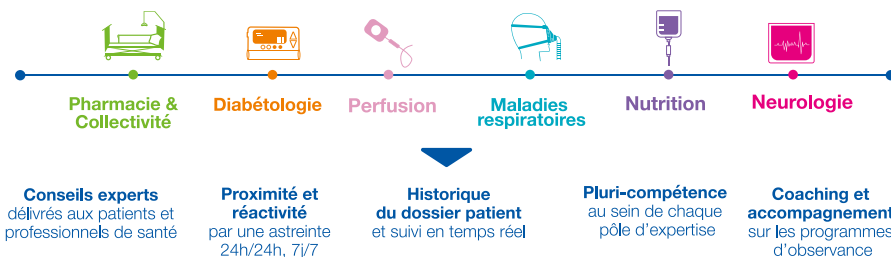 Pharmacie &
Collectivité
Diabétologie
Perfusion
Maladies
respiratoires
Nutrition
Neurologie
Conseils experts
délivrés aux patients et
professionnels de santé
Proximité et
réactivité
par une astreinte
24h/24h, 7j/7
Historique
du dossier patient
et suivi en temps réel
Pluri-compétence
au sein de chaque
pôle d'expertise
Coaching et
accompagnement
sur les programmes
d'observance